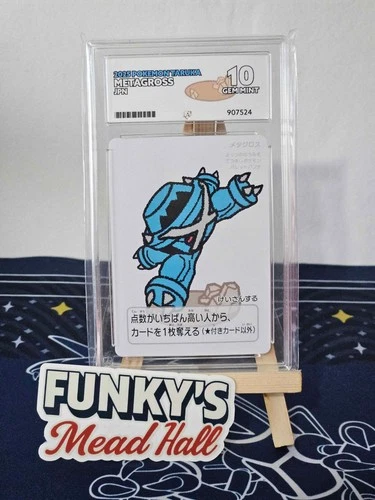 2025 POKEMON TARUKA
METAGROSS
JPN
10
GEM MINT
907524
メタグロス
けいさんする
点数がいちばん高い人から、
カードを1枚奪える(★付きカード以外)
FUNKY'S
Mead Hall